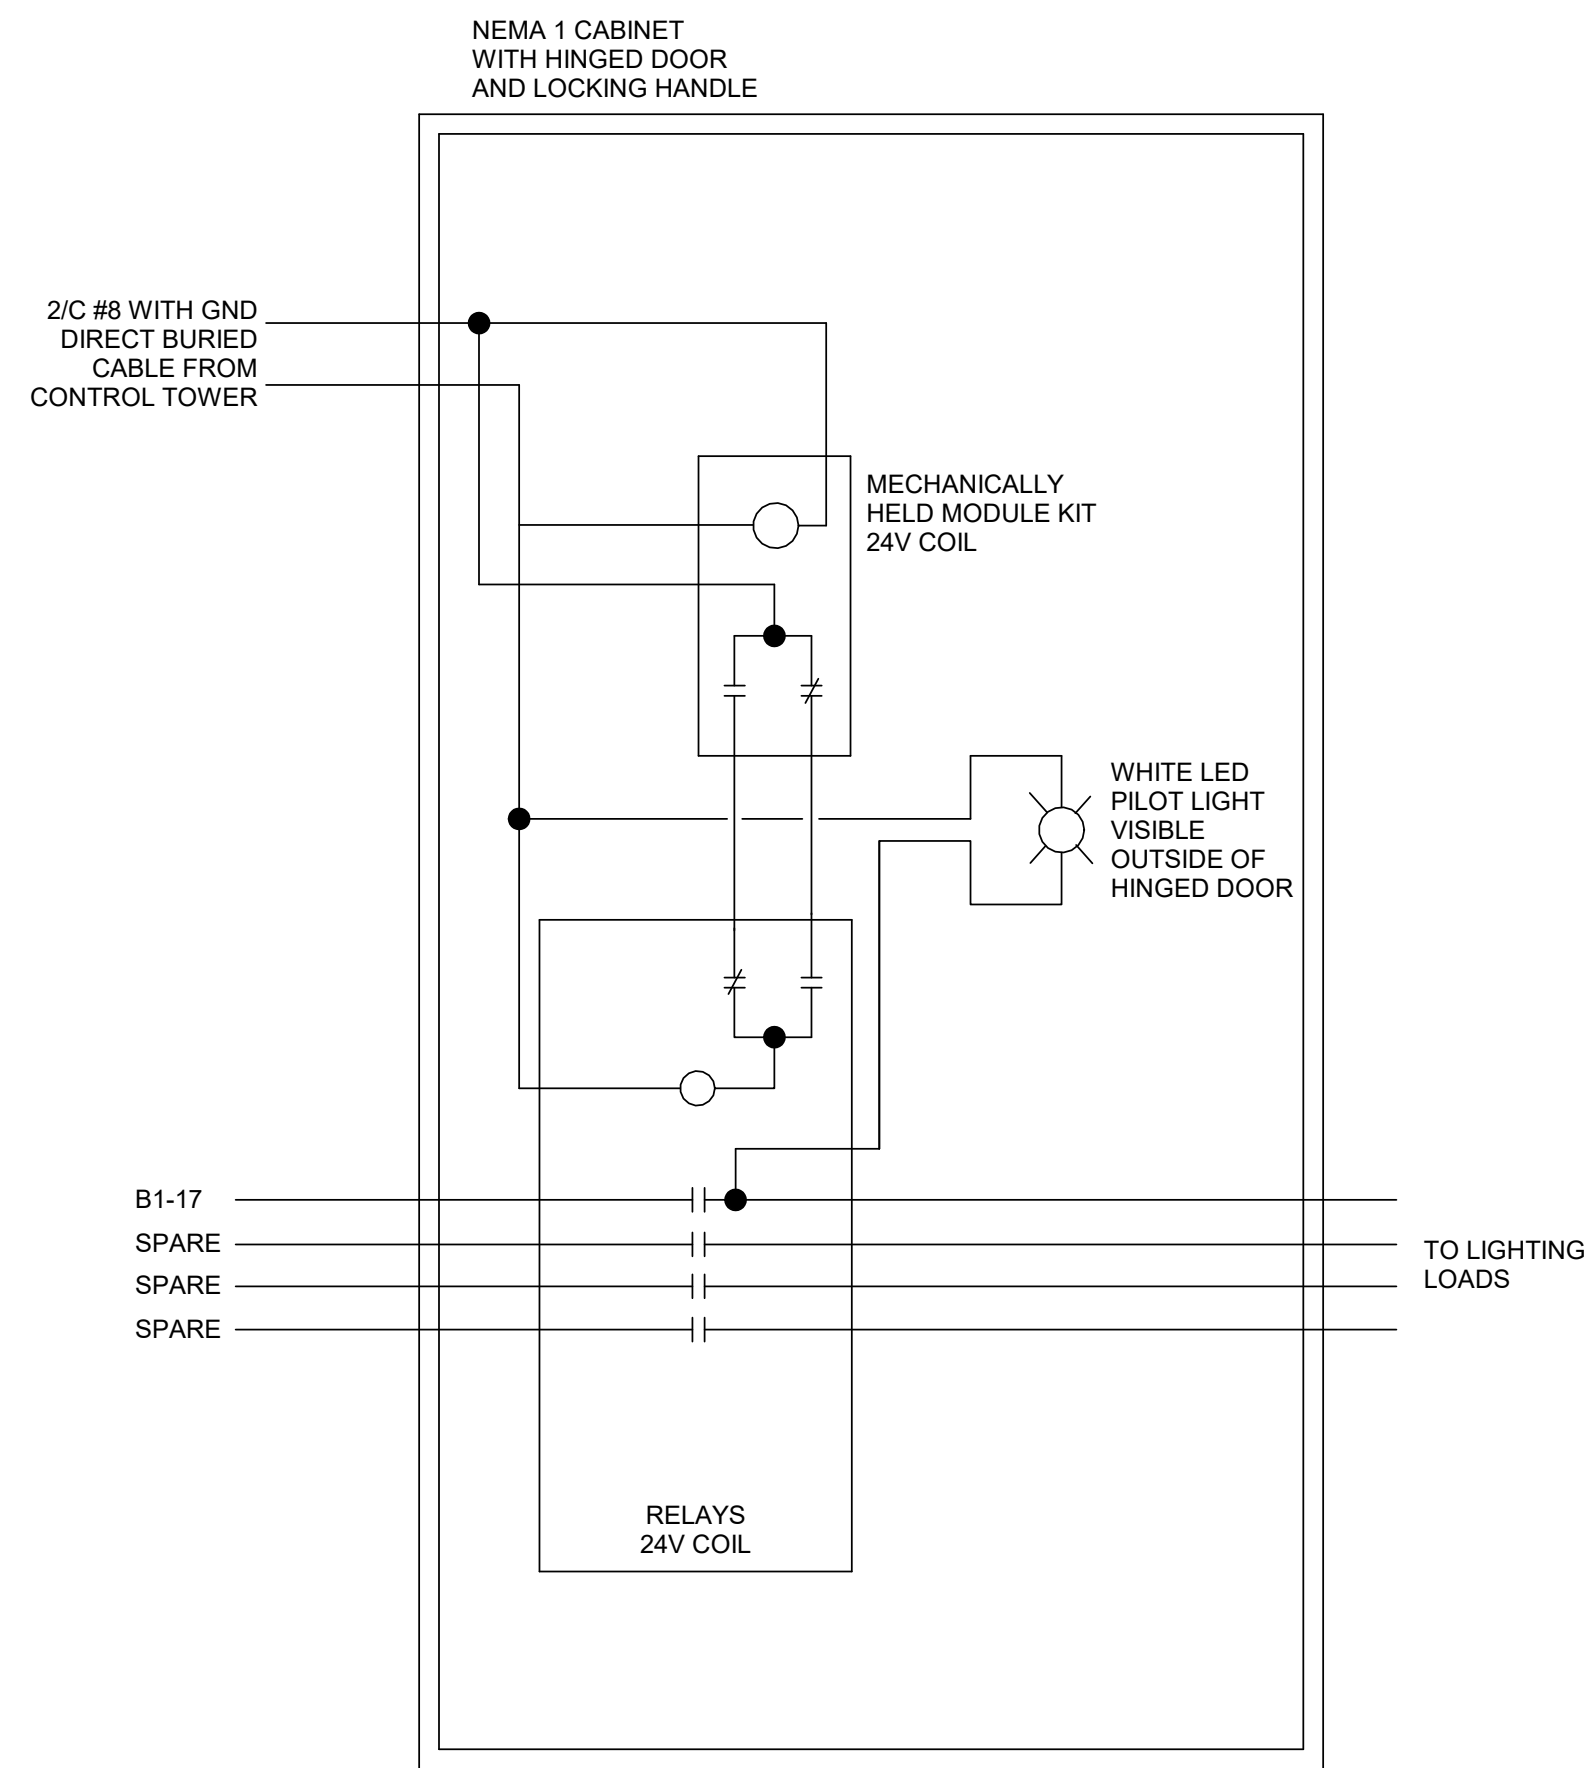 NEMA 1 CABINET
WITH HINGED DOOR
AND LOCKING HANDLE
2/C #8 WITH GND
DIRECT BURIED
CABLE FROM
CONTROL TOWER
MECHANICALLY
HELD MODULE KIT
24V COIL
WHITE LED
PILOT LIGHT
VISIBLE
OUTSIDE OF
HINGED DOOR
B1-17
SPARE
SPARE
SPARE
TO LIGHTING
LOADS
RELAYS
24V COIL